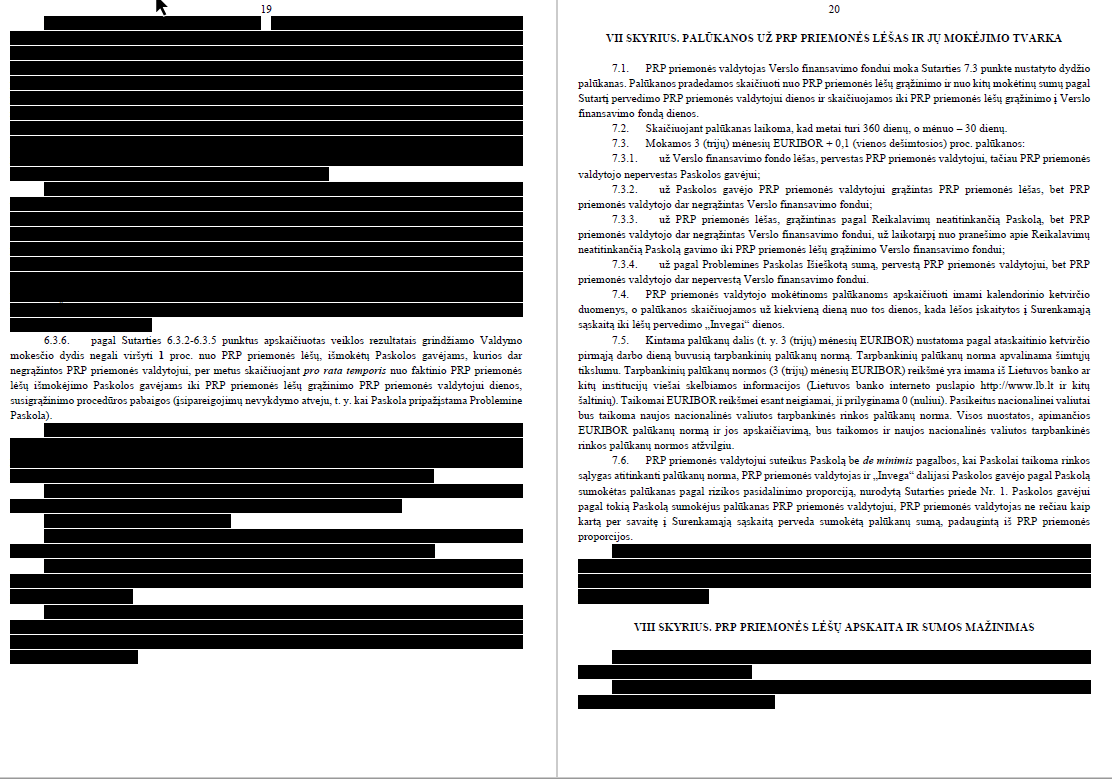 19
6.3.6. pagal Sutarties 6.3.2-6.3.5 punktus apskaičiuotas veiklos rezultatais grindžiamo Valdymo
mokesčio dydis negali viršyti 1 proc. nuo PRP priemonės lėšų, išmokėtų Paskolos gavėjams, kurios dar
negrąžintos PRP priemonės valdytojui, per metus skaičiuojant pro rata temporis nuo faktinio PRP priemonės
lėšų išmokėjimo Paskolos gavėjams iki PRP priemonės lėšų grąžinimo PRP priemonės valdytojui dienos,
susigrąžinimo procedūros pabaigos (įsipareigojimų nevykdymo atveju, t. y. kai Paskola pripažįstama Problemine
Paskola).
20
VII SKYRIUS. PALŪKANOS UŽ PRP PRIEMONĖS LĖŠAS IR JŲ MOKĖJIMO TVARKA
7.1. PRP priemonės valdytojas Verslo finansavimo fondui moka Sutarties 7.3 punkte nustatyto dydžio
palūkanas. Palūkanos pradedamos skaičiuoti nuo PRP priemonės lėšų grąžinimo ir nuo kitų mokėtinų sumų pagal
Sutartį pervedimo PRP priemonės valdytojui dienos ir skaičiuojamos iki PRP priemonės lėšų grąžinimo į Verslo
finansavimo fondą dienos.
7.2. Skaičiuojant palūkanas laikoma, kad metai turi 360 dienų, o mėnuo – 30 dienų.
7.3. Mokamos 3 (trijų) mėnesių EURIBOR + 0,1 (vienos dešimtosios) proc. palūkanos:
7.3.1. už Verslo finansavimo fondo lėšas, pervestas PRP priemonės valdytojui, tačiau PRP priemonės
valdytojo nepervestas Paskolos gavėjui;
7.3.2. už Paskolos gavėjo PRP priemonės valdytojui grąžintas PRP priemonės lėšas, bet PRP
priemonės valdytojo dar negrąžintas Verslo finansavimo fondui;
7.3.3. už PRP priemonės lėšas, grąžintinas pagal Reikalavimų neatitinkančią Paskolą, bet PRP
priemonės valdytojo dar negrąžintas Verslo finansavimo fondui, už laikotarpį nuo pranešimo apie Reikalavimų
neatitinkančią Paskolą gavimo iki PRP priemonės lėšų grąžinimo Verslo finansavimo fondui;
7.3.4. už pagal Problemines Paskolas Išieškotą sumą, pervestą PRP priemonės valdytojui, bet PRP
priemonės valdytojo dar nepervestą Verslo finansavimo fondui.
7.4. PRP priemonės valdytojo mokėtinoms palūkanoms apskaičiuoti imami kalendorinio ketvirčio
duomenys, o palūkanos skaičiuojamos už kiekvieną dieną nuo tos dienos, kada lėšos įskaitytos į Surenkamąją
sąskaitą iki lėšų pervedimo „Invegai“ dienos.
7.5. Kintama palūkanų dalis (t. y. 3 (trijų) mėnesių EURIBOR) nustatoma pagal ataskaitinio ketvirčio
pirmąją darbo dieną buvusią tarpbankinių palūkanų normą. Tarpbankinių palūkanų norma apvalinama šimtųjų
tikslumu. Tarpbankinių palūkanų normos (3 (trijų) mėnesių EURIBOR) reikšmė yra imama iš Lietuvos banko ar
kitų institucijų viešai skelbiamos informacijos (Lietuvos banko interneto puslapio http://www.lb.lt ir kitų
šaltinių). Taikomai EURIBOR reikšmei esant neigiamai, ji prilyginama 0 (nuliui). Pasikeitus nacionalinei valiutai
bus taikoma naujos nacionalinės valiutos tarpbankinės rinkos palūkanų norma. Visos nuostatos, apimančios
EURIBOR palūkanų normą ir jos apskaičiavimą, bus taikomos ir naujos nacionalinės valiutos tarpbankinės
rinkos palūkanų normos atžvilgiu.
7.6. PRP priemonės valdytojui suteikus Paskolą be de minimis pagalbos, kai Paskolai taikoma rinkos
sąlygas atitinkanti palūkanų norma, PRP priemonės valdytojas ir „Invega“ dalijasi Paskolos gavėjo pagal Paskolą
sumokėtas palūkanas pagal rizikos pasidalinimo proporciją, nurodytą Sutarties priede Nr. 1. Paskolos gavėjui
pagal tokią Paskolą sumokėjus palūkanas PRP priemonės valdytojui, PRP priemonės valdytojas ne rečiau kaip
kartą per savaitę į Surenkamąją sąskaitą perveda sumokėtą palūkanų sumą, padaugintą iš PRP priemonės
proporcijos.
VIII SKYRIUS. PRP PRIEMONĖS LĖŠŲ APSKAITA IR SUMOS MAŽINIMAS